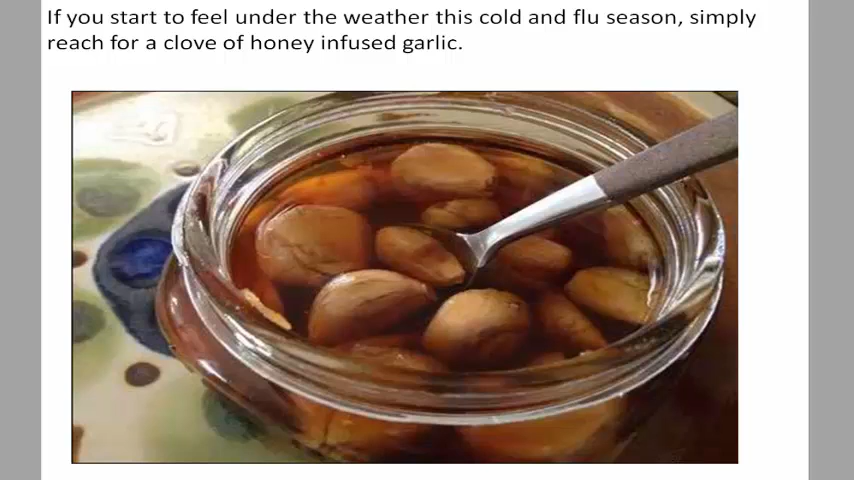 If you start to feel under the weather this cold and flu season, simply
reach for a clove of honey infused garlic.